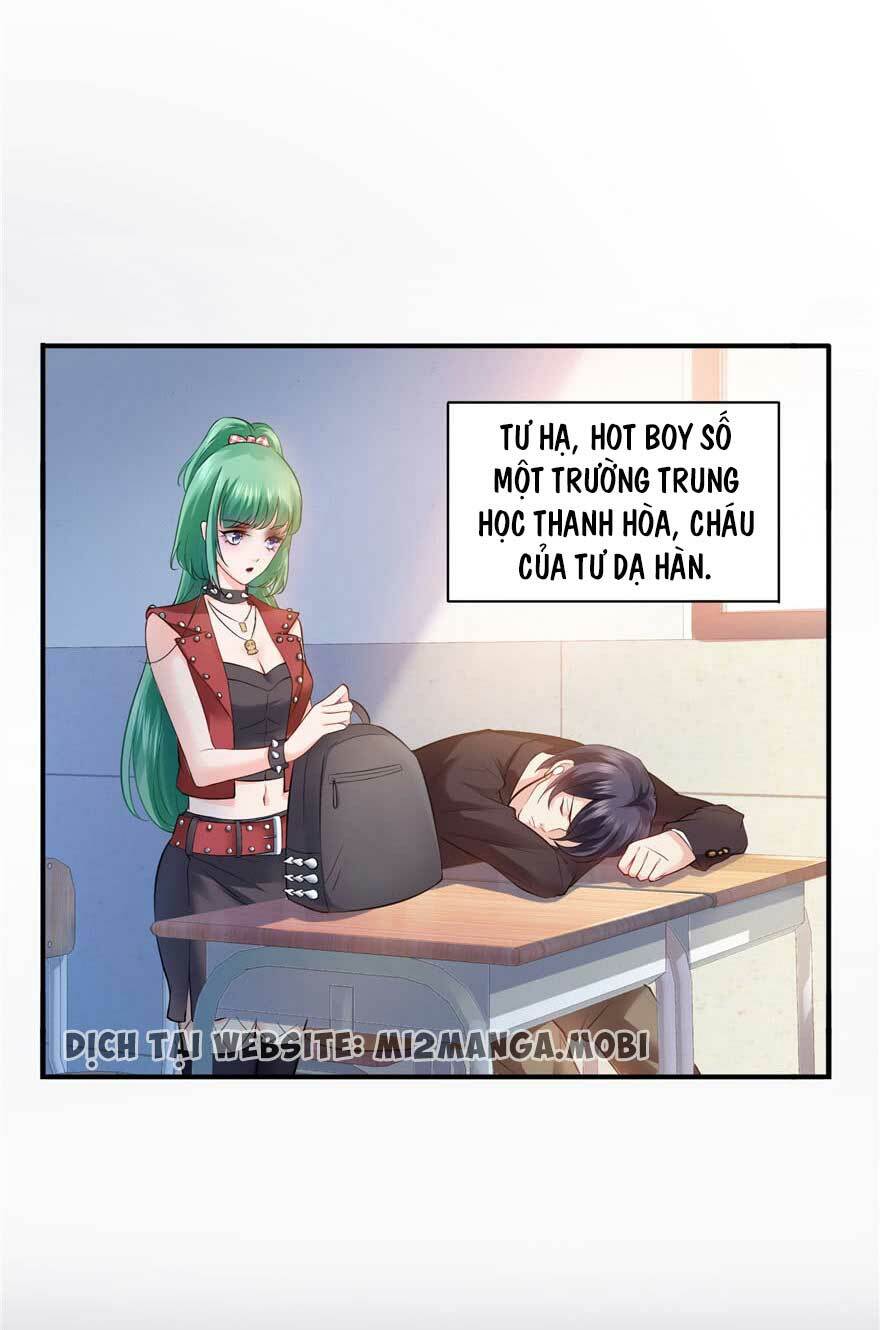 TƯ HẠ, HOT BOY SỐ
MỘT TRƯỜNG TRUNG
HỌC THANH HÒA, CHÁU
CỦA TƯ DẠ HÀN.
DỊCH TẠI WEBSITE: MI2MANGA.MOBI